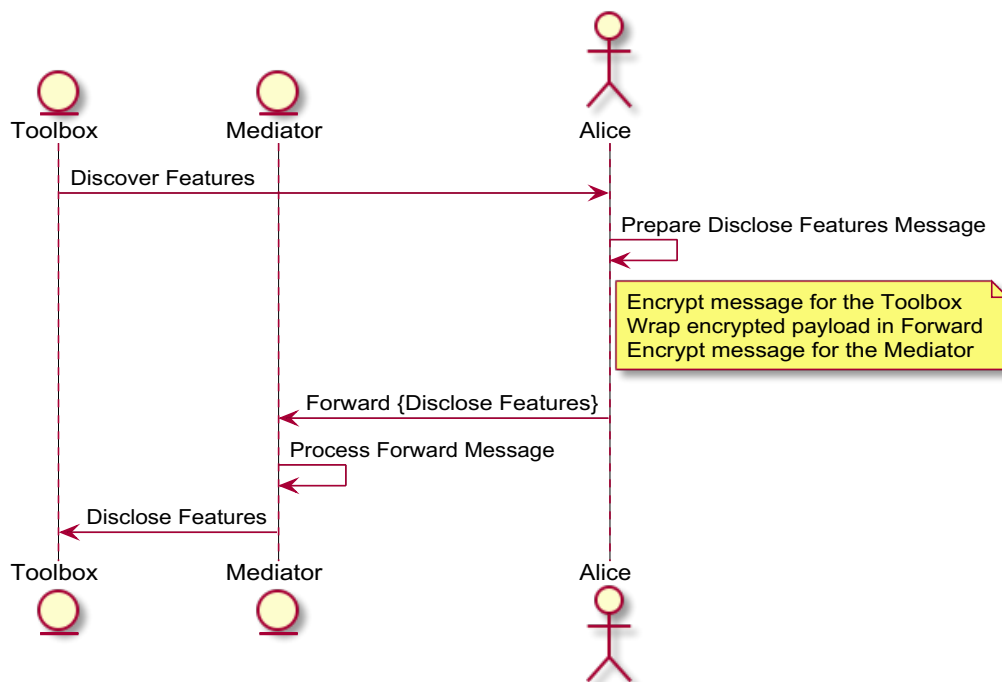 Toolbox
Mediator
Alice
Discover Features
Prepare Disclose Features Message
Encrypt message for the Toolbox
Wrap encrypted payload in Forward
Encrypt message for the Mediator
Forward {Disclose Features}
Process Forward Message
Disclose Features
Toolbox
Mediator
Alice